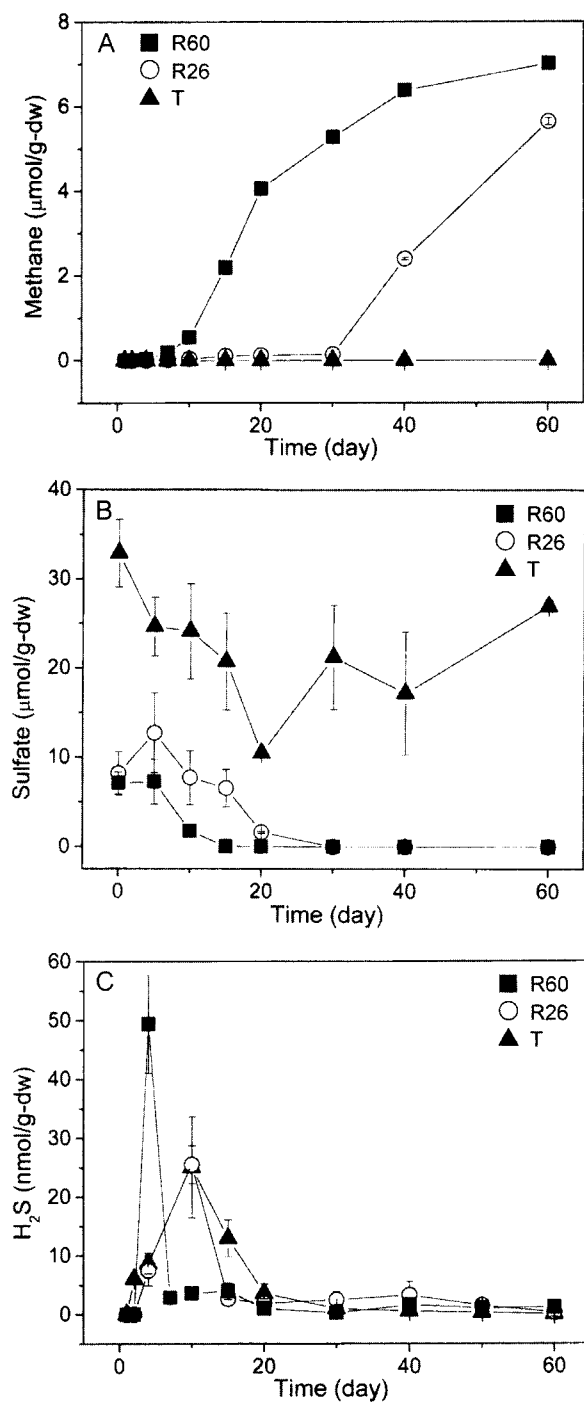 A
R60
R26
T
8
6
4
2
0
Methane (μmol/g-dw)
0 20 40 60
Time (day)
B
R60
R26
T
40
30
20
10
0
Sulfate (μmol/g-dw)
0 20 40 60
Time (day)
C
R60
R26
T
60
50
40
30
20
10
0
H₂S (nmol/g-dw)
0 20 40 60
Time (day)